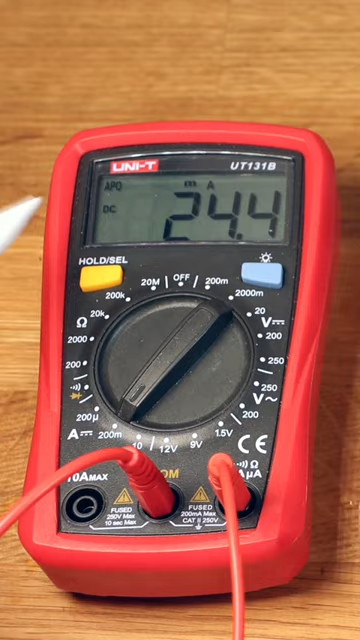 UNI-T UT131B
APO m A
DC 24.4
HOLD/SEL
20M OFF 200m
200k 2000m
20k 20
Ω V
2000 200
200 250
250
V~
200µ 200
A 200m 10 12V 9V 1.5V CE
10AMAX COM Ω
µA
FUSED
250V Max
10 sec Max
FUSED
200mA Max
CAT II 250V